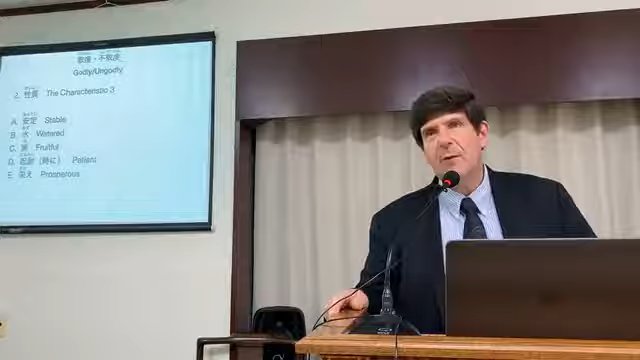 敬虔・不敬虔
Godly/Ungodly
2. 性質 The Characteristic 3
A. 安定 Stable
B. 水 Watered
C. 実 Fruitful
D. 忍耐 (時に) Patient
E. 栄え Prosperous